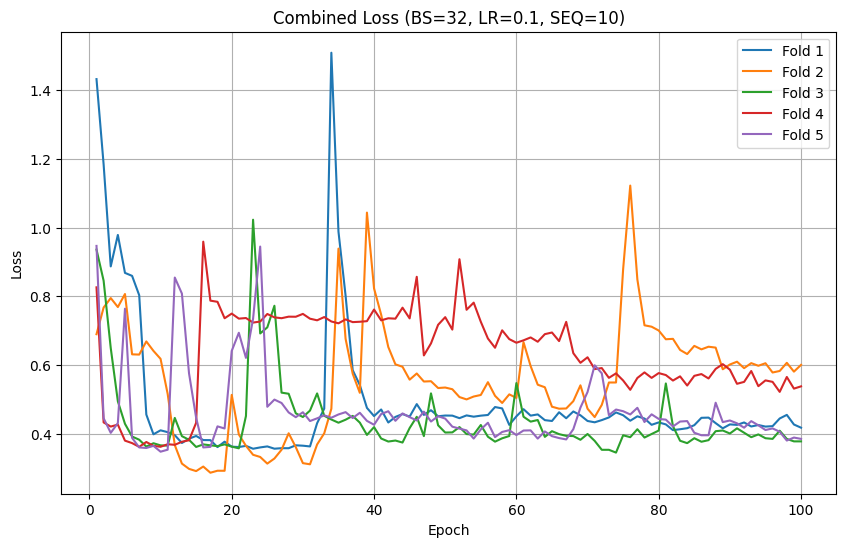 Combined Loss (BS=32, LR=0.1, SEQ=10)
Fold 1
Fold 2
Fold 3
Fold 4
Fold 5
Loss
1.4
1.2
1.0
0.8
0.6
0.4
0 20 40 60 80 100
Epoch